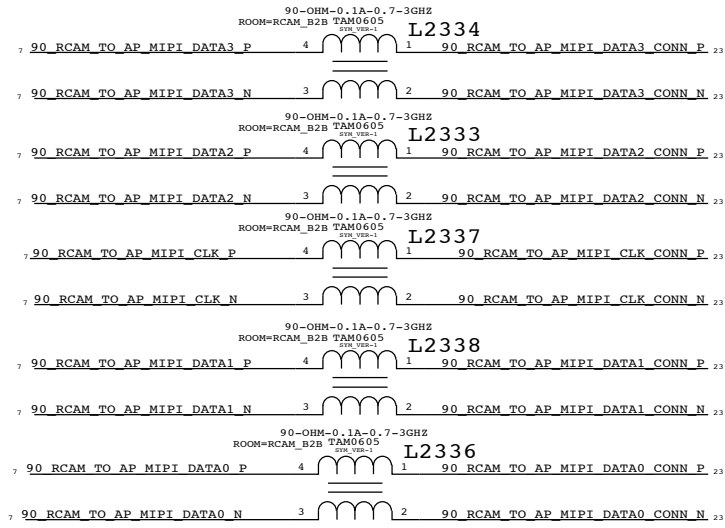 90-OHM-0.1A-0.7-3GHZ
ROOM=RCAM_B2B TAM0605 L2334
SYM_VER-1
7 90_RCAM_TO_AP_MIPI_DATA3_P 4 1 90_RCAM_TO_AP_MIPI_DATA3_CONN_P 23
7 90_RCAM_TO_AP_MIPI_DATA3_N 3 2 90_RCAM_TO_AP_MIPI_DATA3_CONN_N 23
90-OHM-0.1A-0.7-3GHZ
ROOM=RCAM_B2B TAM0605 L2333
SYM_VER-1
7 90_RCAM_TO_AP_MIPI_DATA2_P 4 1 90_RCAM_TO_AP_MIPI_DATA2_CONN_P 23
7 90_RCAM_TO_AP_MIPI_DATA2_N 3 2 90_RCAM_TO_AP_MIPI_DATA2_CONN_N 23
90-OHM-0.1A-0.7-3GHZ
ROOM=RCAM_B2B TAM0605 L2337
SYM_VER-1
7 90_RCAM_TO_AP_MIPI_CLK_P 4 1 90_RCAM_TO_AP_MIPI_CLK_CONN_P 23
7 90_RCAM_TO_AP_MIPI_CLK_N 3 2 90_RCAM_TO_AP_MIPI_CLK_CONN_N 23
90-OHM-0.1A-0.7-3GHZ
ROOM=RCAM_B2B TAM0605 L2338
SYM_VER-1
7 90_RCAM_TO_AP_MIPI_DATA1_P 4 1 90_RCAM_TO_AP_MIPI_DATA1_CONN_P 23
7 90_RCAM_TO_AP_MIPI_DATA1_N 3 2 90_RCAM_TO_AP_MIPI_DATA1_CONN_N 23
90-OHM-0.1A-0.7-3GHZ
ROOM=RCAM_B2B TAM0605 L2336
SYM_VER-1
7 90_RCAM_TO_AP_MIPI_DATA0_P 4 1 90_RCAM_TO_AP_MIPI_DATA0_CONN_P 23
7 90_RCAM_TO_AP_MIPI_DATA0_N 3 2 90_RCAM_TO_AP_MIPI_DATA0_CONN_N 23